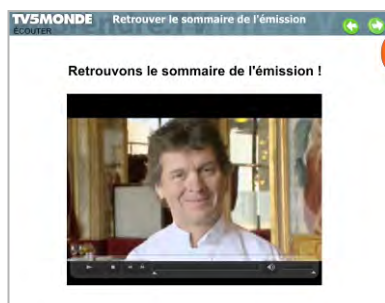 TV5MONDE
Retrouver le sommaire de l'émission
ÉCOUTER
Retrouvons le sommaire de l'émission !